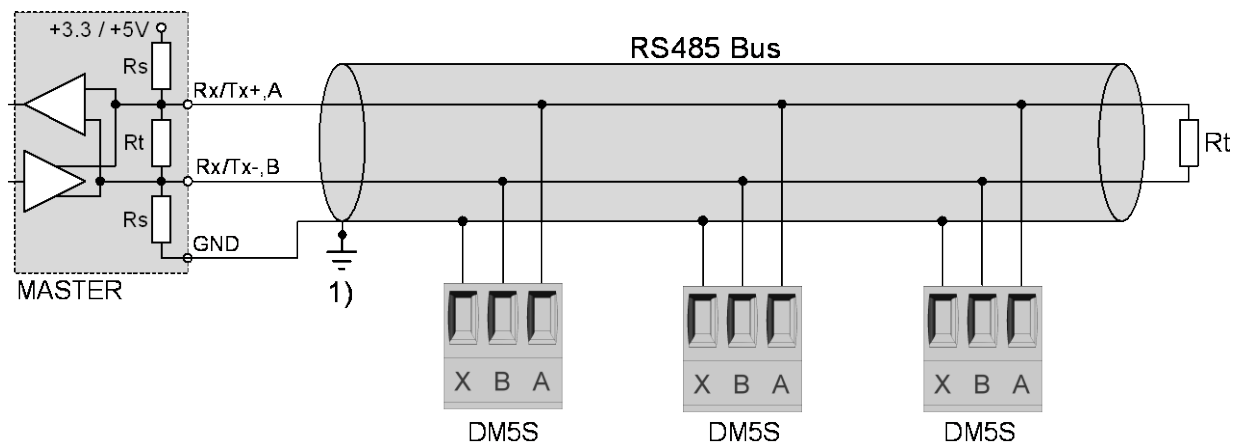 +3.3 / +5V
RS485 Bus
Rs
Rx/Tx+,A
Rt
Rt
Rx/Tx-,B
Rs
GND
MASTER
1)
X B A
X B A
X B A
DM5S
DM5S
DM5S